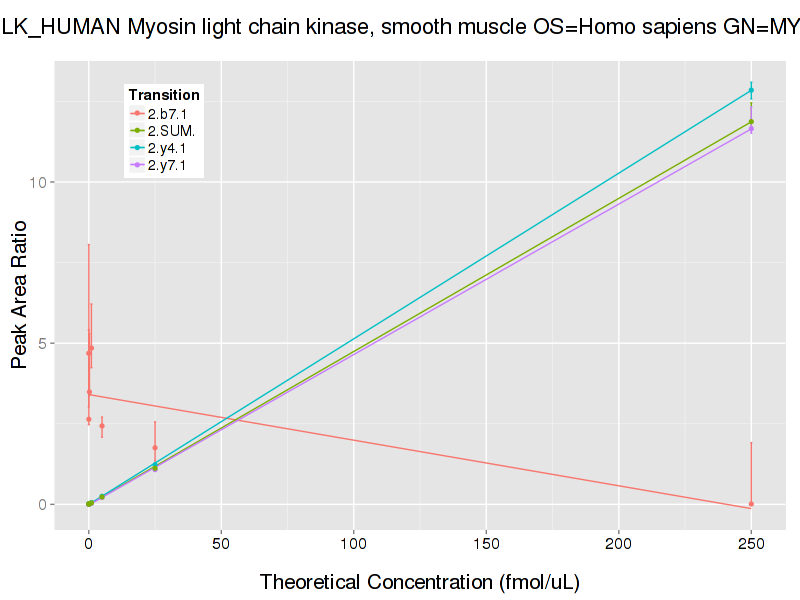 LK_HUMAN Myosin light chain kinase, smooth muscle OS=Homo sapiens GN=MY
Transition
2.b7.1
2.SUM.
2.y4.1
2.y7.1
10
5
0
Peak Area Ratio
0 50 100 150 200 250
Theoretical Concentration (fmol/uL)